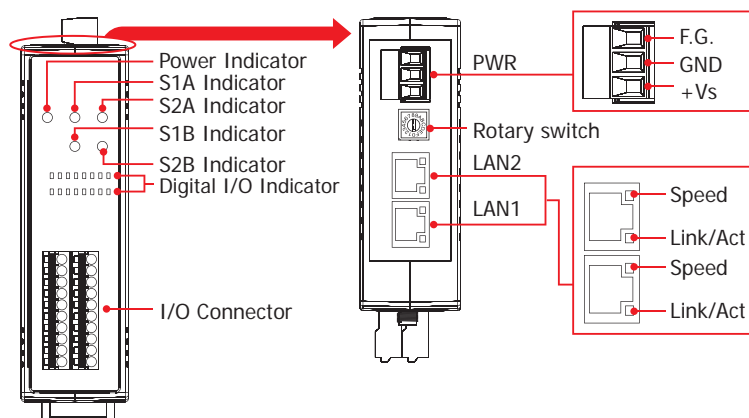 Power Indicator
S1A Indicator
S2A Indicator
S1B Indicator
S2B Indicator
Digital I/O Indicator
I/O Connector
PWR
Rotary switch
LAN2
LAN1
F.G.
GND
+Vs
Speed
Link/Act
Speed
Link/Act